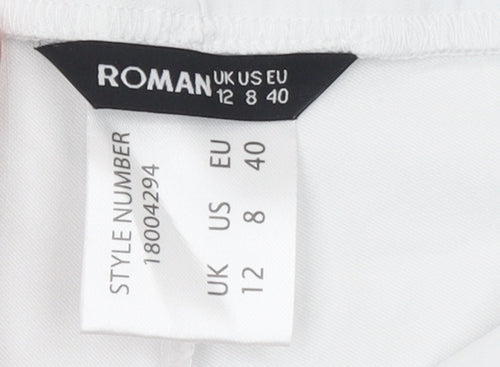 ROMAN UK US EU
12 8 40
STYLE NUMBER
18004294
UK US EU
12 8 40